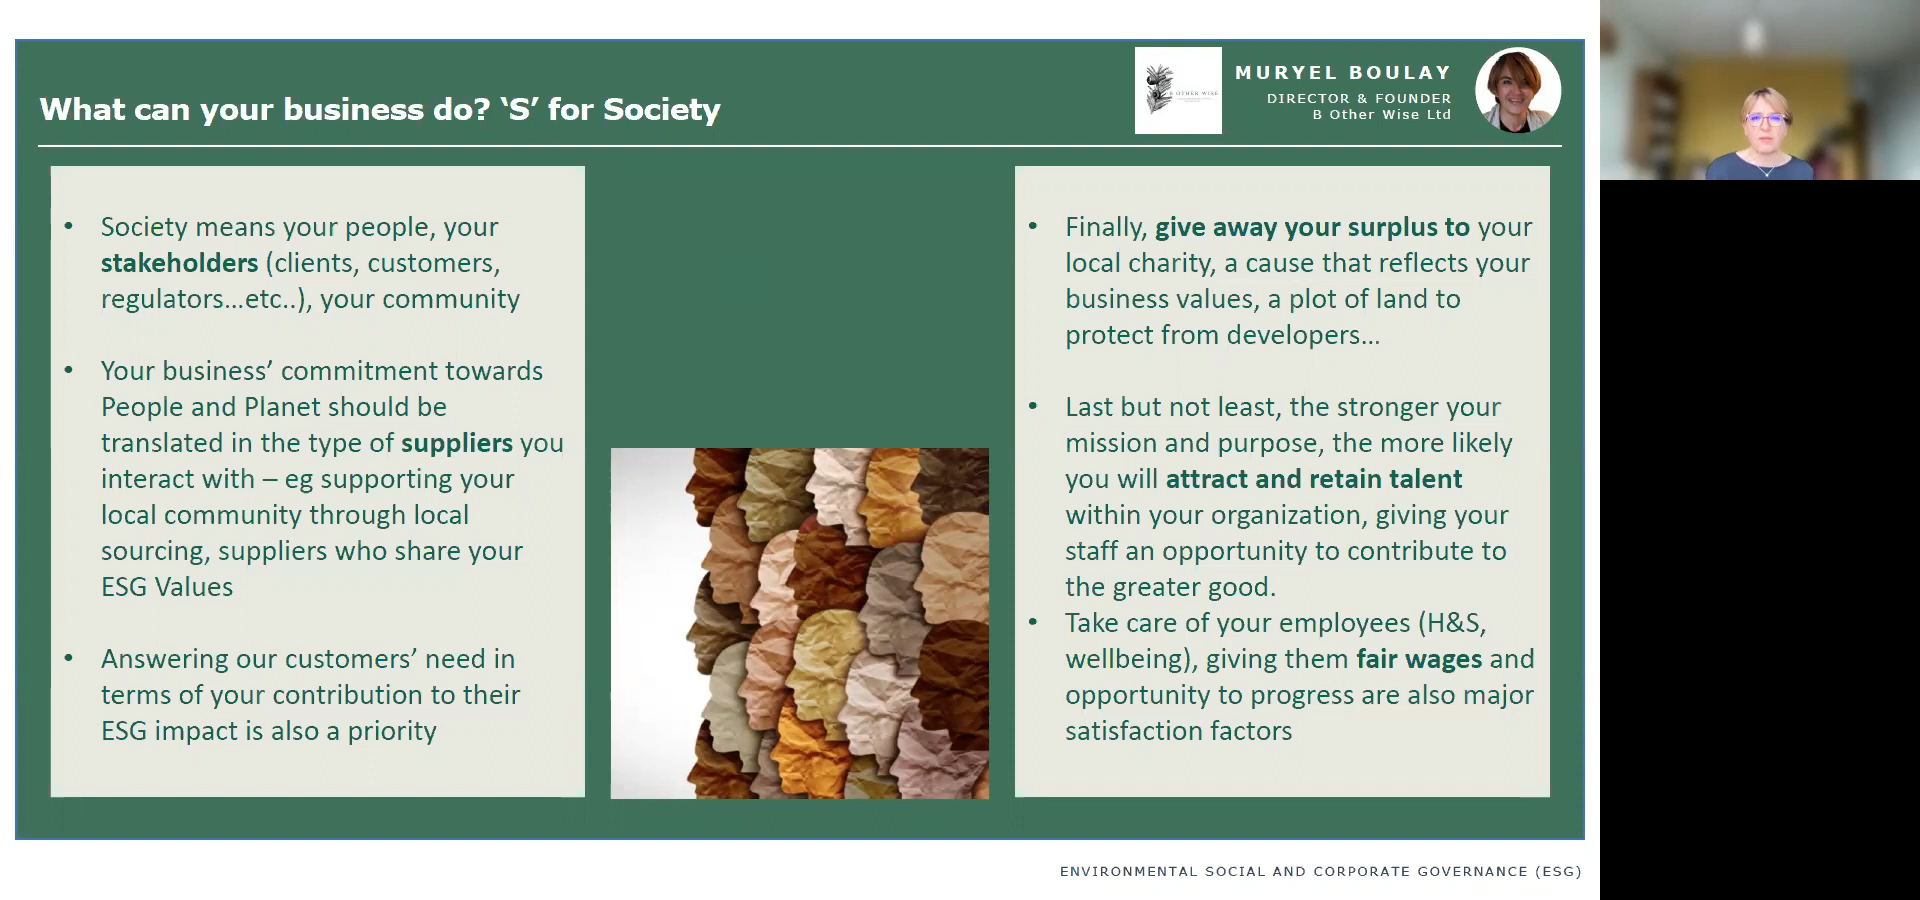 What can your business do? ‘S’ for Society
B OTHER WISE
MURYEL BOULAY
DIRECTOR & FOUNDER
B Other Wise Ltd
• Society means your people, your
stakeholders (clients, customers,
regulators...etc..), your community
• Your business’ commitment towards
People and Planet should be
translated in the type of suppliers you
interact with – eg supporting your
local community through local
sourcing, suppliers who share your
ESG Values
• Answering our customers’ need in
terms of your contribution to their
ESG impact is also a priority
• Finally, give away your surplus to your
local charity, a cause that reflects your
business values, a plot of land to
protect from developers...
• Last but not least, the stronger your
mission and purpose, the more likely
you will attract and retain talent
within your organization, giving your
staff an opportunity to contribute to
the greater good.
• Take care of your employees (H&S,
wellbeing), giving them fair wages and
opportunity to progress are also major
satisfaction factors
ENVIRONMENTAL SOCIAL AND CORPORATE GOVERNANCE (ESG)